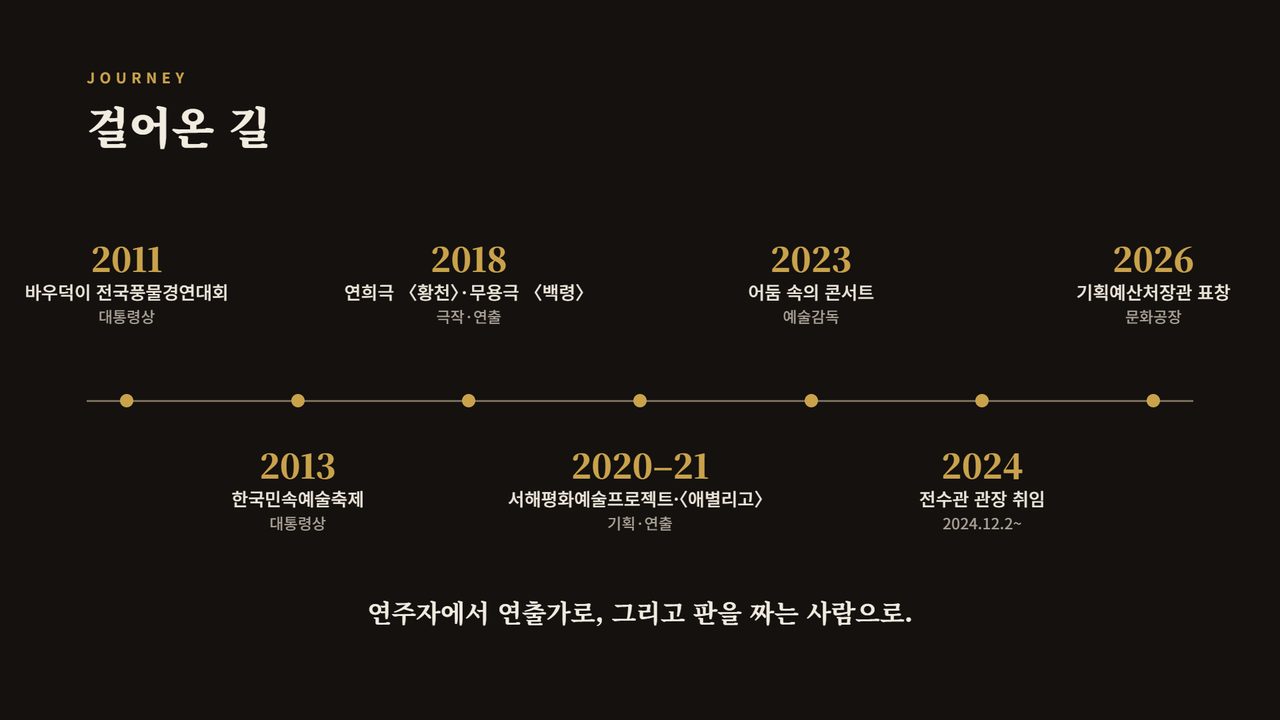 JOURNEY
걸어온 길
2011
바우덕이 전국풍물경연대회
대통령상
2013
한국민속예술축제
대통령상
2018
연희극 〈황천〉·무용극 〈백령〉
극작·연출
2020–21
서해평화예술프로젝트·〈애별리고〉
기획·연출
2023
어둠 속의 콘서트
예술감독
2024
전수관 관장 취임
2024.12.2~
2026
기획예산처장관 표창
문화공장
연주자에서 연출가로, 그리고 판을 짜는 사람으로.